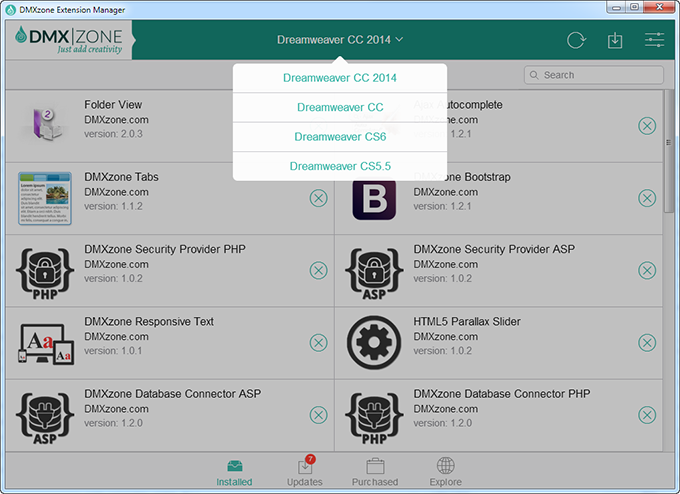 DMXzone Extension Manager
DMX|ZONE
Just add creativity
Dreamweaver CC 2014
Search
Dreamweaver CC 2014
Dreamweaver CC
Dreamweaver CS6
Dreamweaver CS5.5
2
Folder View
DMXzone.com
version: 2.0.3
Autocomplete
1.2.1
Lorem ipsum
DMXzone Tabs
DMXzone.com
version: 1.1.2
B
DMXzone Bootstrap
DMXzone.com
version: 1.2.1
PHP
DMXzone Security Provider PHP
DMXzone.com
version: 1.0.2
ASP
DMXzone Security Provider ASP
DMXzone.com
version: 1.0.2
Aa
Aa
Aa
DMXzone Responsive Text
DMXzone.com
version: 1.0.1
HTML5 Parallax Slider
DMXzone.com
version: 1.0.2
ASP
DMXzone Database Connector ASP
DMXzone.com
version: 1.2.0
PHP
DMXzone Database Connector PHP
DMXzone.com
version: 1.2.0
Installed
7
Updates
Purchased
Explore